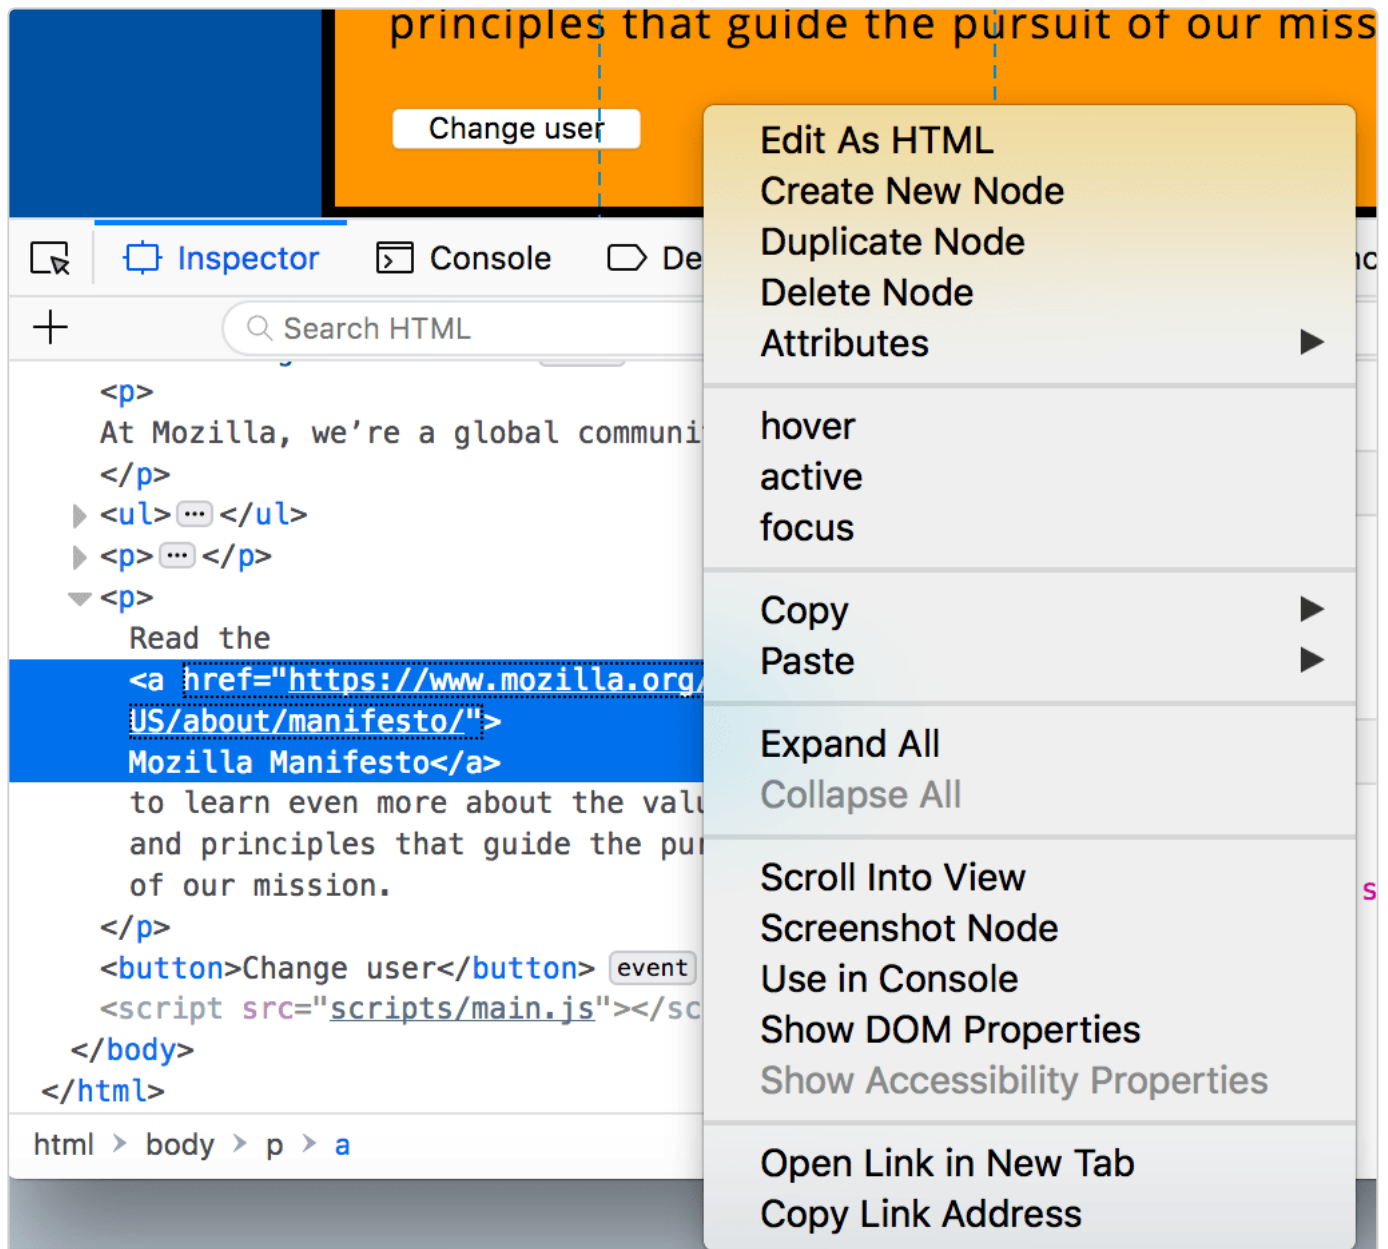 principles that guide the pursuit of our miss
Change user
Inspector
Console
De
Search HTML
<p>
At Mozilla, we’re a global communi
</p>
<ul>⋯</ul>
<p>⋯</p>
<p>
Read the
<a href="https://www.mozilla.org/
US/about/manifesto/">
Mozilla Manifesto</a>
to learn even more about the valu
and principles that guide the pur
of our mission.
</p>
<button>Change user</button> event
<script src="scripts/main.js"></sc
</body>
</html>
html > body > p > a
Edit As HTML
Create New Node
Duplicate Node
Delete Node
Attributes
hover
active
focus
Copy
Paste
Expand All
Collapse All
Scroll Into View
Screenshot Node
Use in Console
Show DOM Properties
Show Accessibility Properties
Open Link in New Tab
Copy Link Address
s